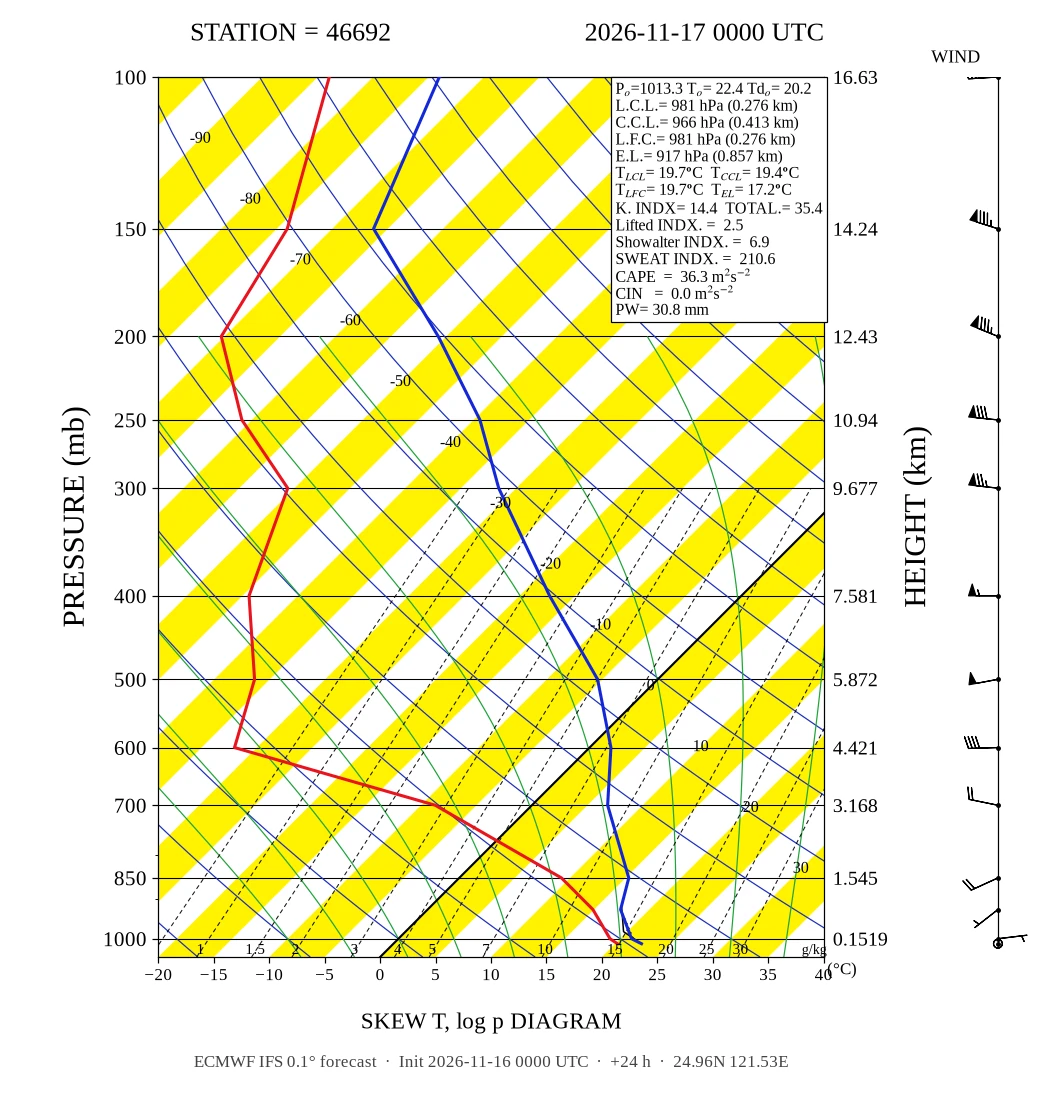 STATION = 46692 2026-11-17 0000 UTC
WIND
Pₒ=1013.3 Tₒ= 22.4 Tdₒ= 20.2
L.C.L.= 981 hPa (0.276 km)
C.C.L.= 966 hPa (0.413 km)
L.F.C.= 981 hPa (0.276 km)
E.L.= 917 hPa (0.857 km)
T_LCL= 19.7°C T_CCL= 19.4°C
T_LFC= 19.7°C T_EL= 17.2°C
K. INDX= 14.4 TOTAL.= 35.4
Lifted INDX. = 2.5
Showalter INDX. = 6.9
SWEAT INDX. = 210.6
CAPE = 36.3 m²s⁻²
CIN = 0.0 m²s⁻²
PW= 30.8 mm
100 16.63
-90
-80
150 14.24
-70
-60
200 12.43
-50
250 10.94
-40
300 9.677
-30
-20
400 7.581
-10
500 5.872
0
10
600 4.421
20
700 3.168
30
850 1.545
1000 0.1519
PRESSURE (mb)
HEIGHT (km)
1 1.5 2 3 4 5 7 10 15 20 25 30 g/kg
−20 −15 −10 −5 0 5 10 15 20 25 30 35 40 (°C)
SKEW T, log p DIAGRAM
ECMWF IFS 0.1° forecast · Init 2026-11-16 0000 UTC · +24 h · 24.96N 121.53E